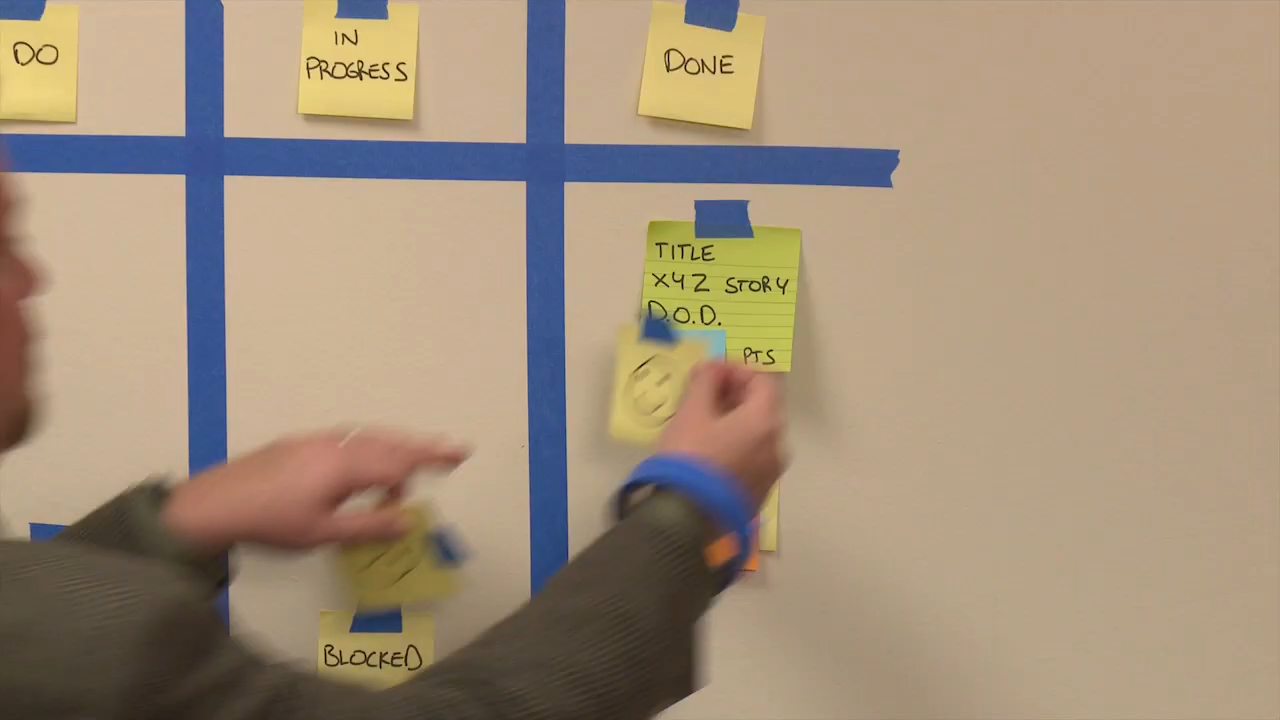 DO
IN
PROGRESS
DONE
TITLE
XYZ STORY
D.O.D.
PTS
BLOCKED